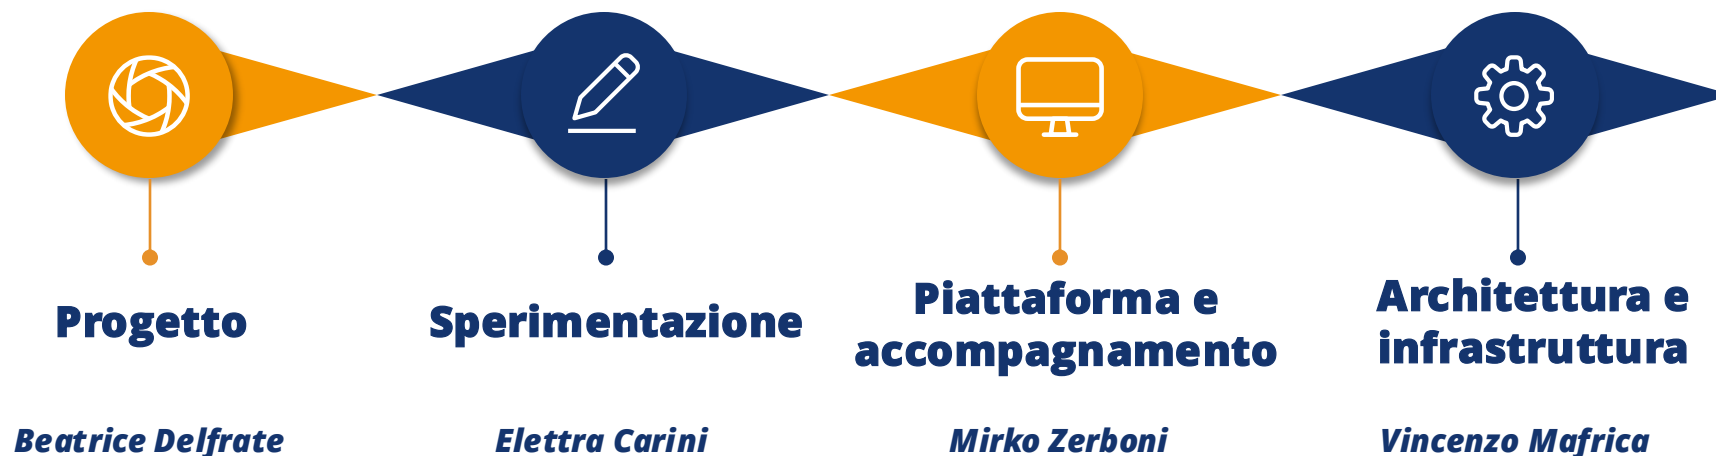 Progetto
Sperimentazione
Piattaforma e
accompagnamento
Architettura e
infrastruttura
Beatrice Delfrate
Elettra Carini
Mirko Zerboni
Vincenzo Mafrica